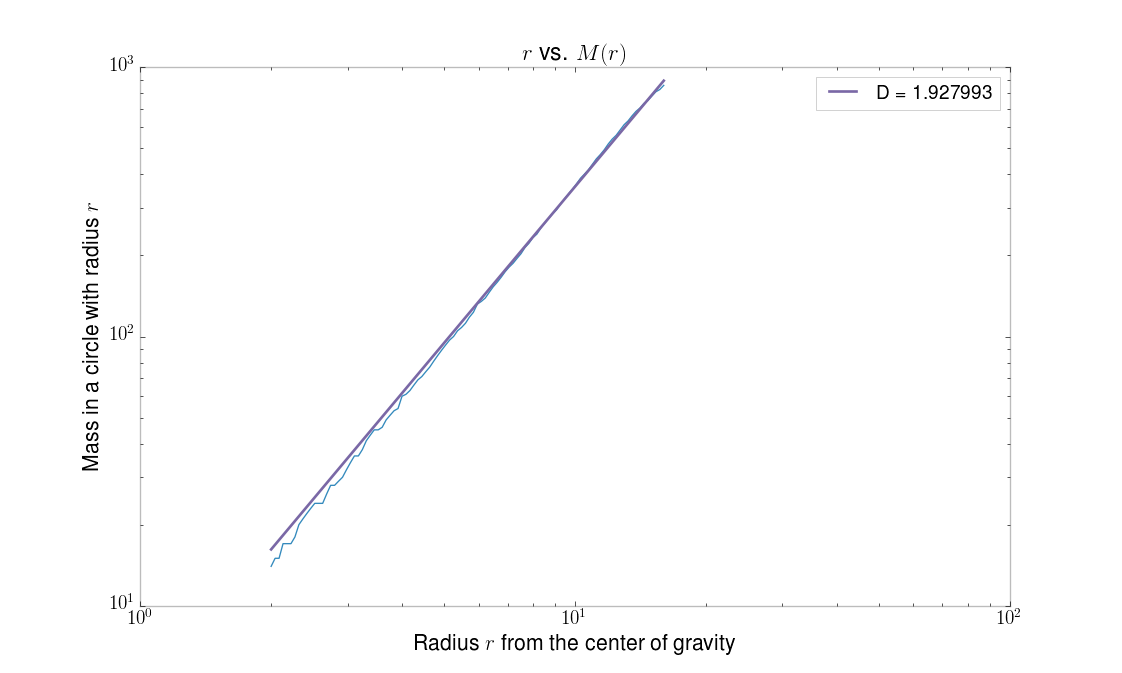 r vs. M(r)
10³
D = 1.927993
Mass in a circle with radius r
10²
10¹
10⁰
10¹
10²
Radius r from the center of gravity